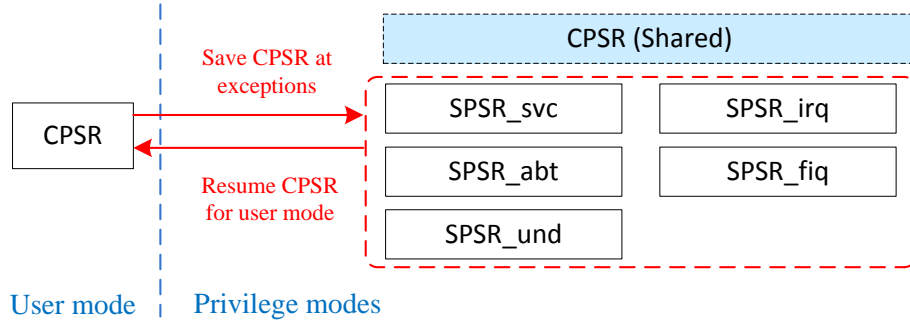 CPSR (Shared)
Save CPSR at
exceptions
SPSR_svc
SPSR_irq
CPSR
SPSR_abt
SPSR_fiq
Resume CPSR
for user mode
SPSR_und
User mode
Privilege modes